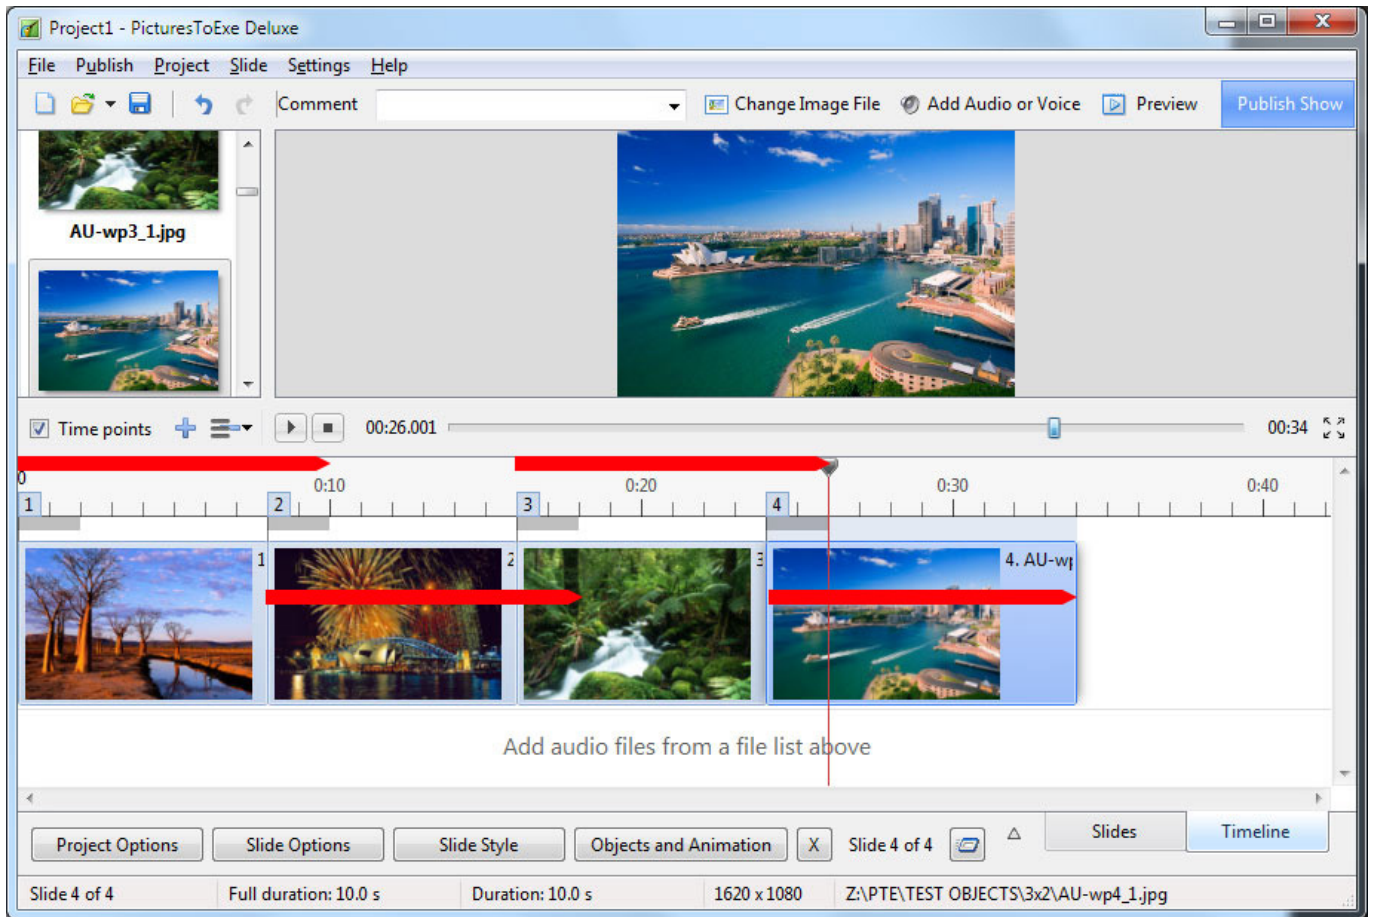 Project1 - PicturesToExe Deluxe
File Publish Project Slide Settings Help
Comment Change Image File Add Audio or Voice Preview Publish Show
AU-wp3_1.jpg
Time points 00:26.001 00:34
0 0:10 0:20 0:30 0:40
1 2 3 4
1 2 3 4. AU-wp
Add audio files from a file list above
Project Options Slide Options Slide Style Objects and Animation X Slide 4 of 4 Slides Timeline
Slide 4 of 4 Full duration: 10.0 s Duration: 10.0 s 1620 x 1080 Z:\PTE\TEST OBJECTS\3x2\AU-wp4_1.jpg